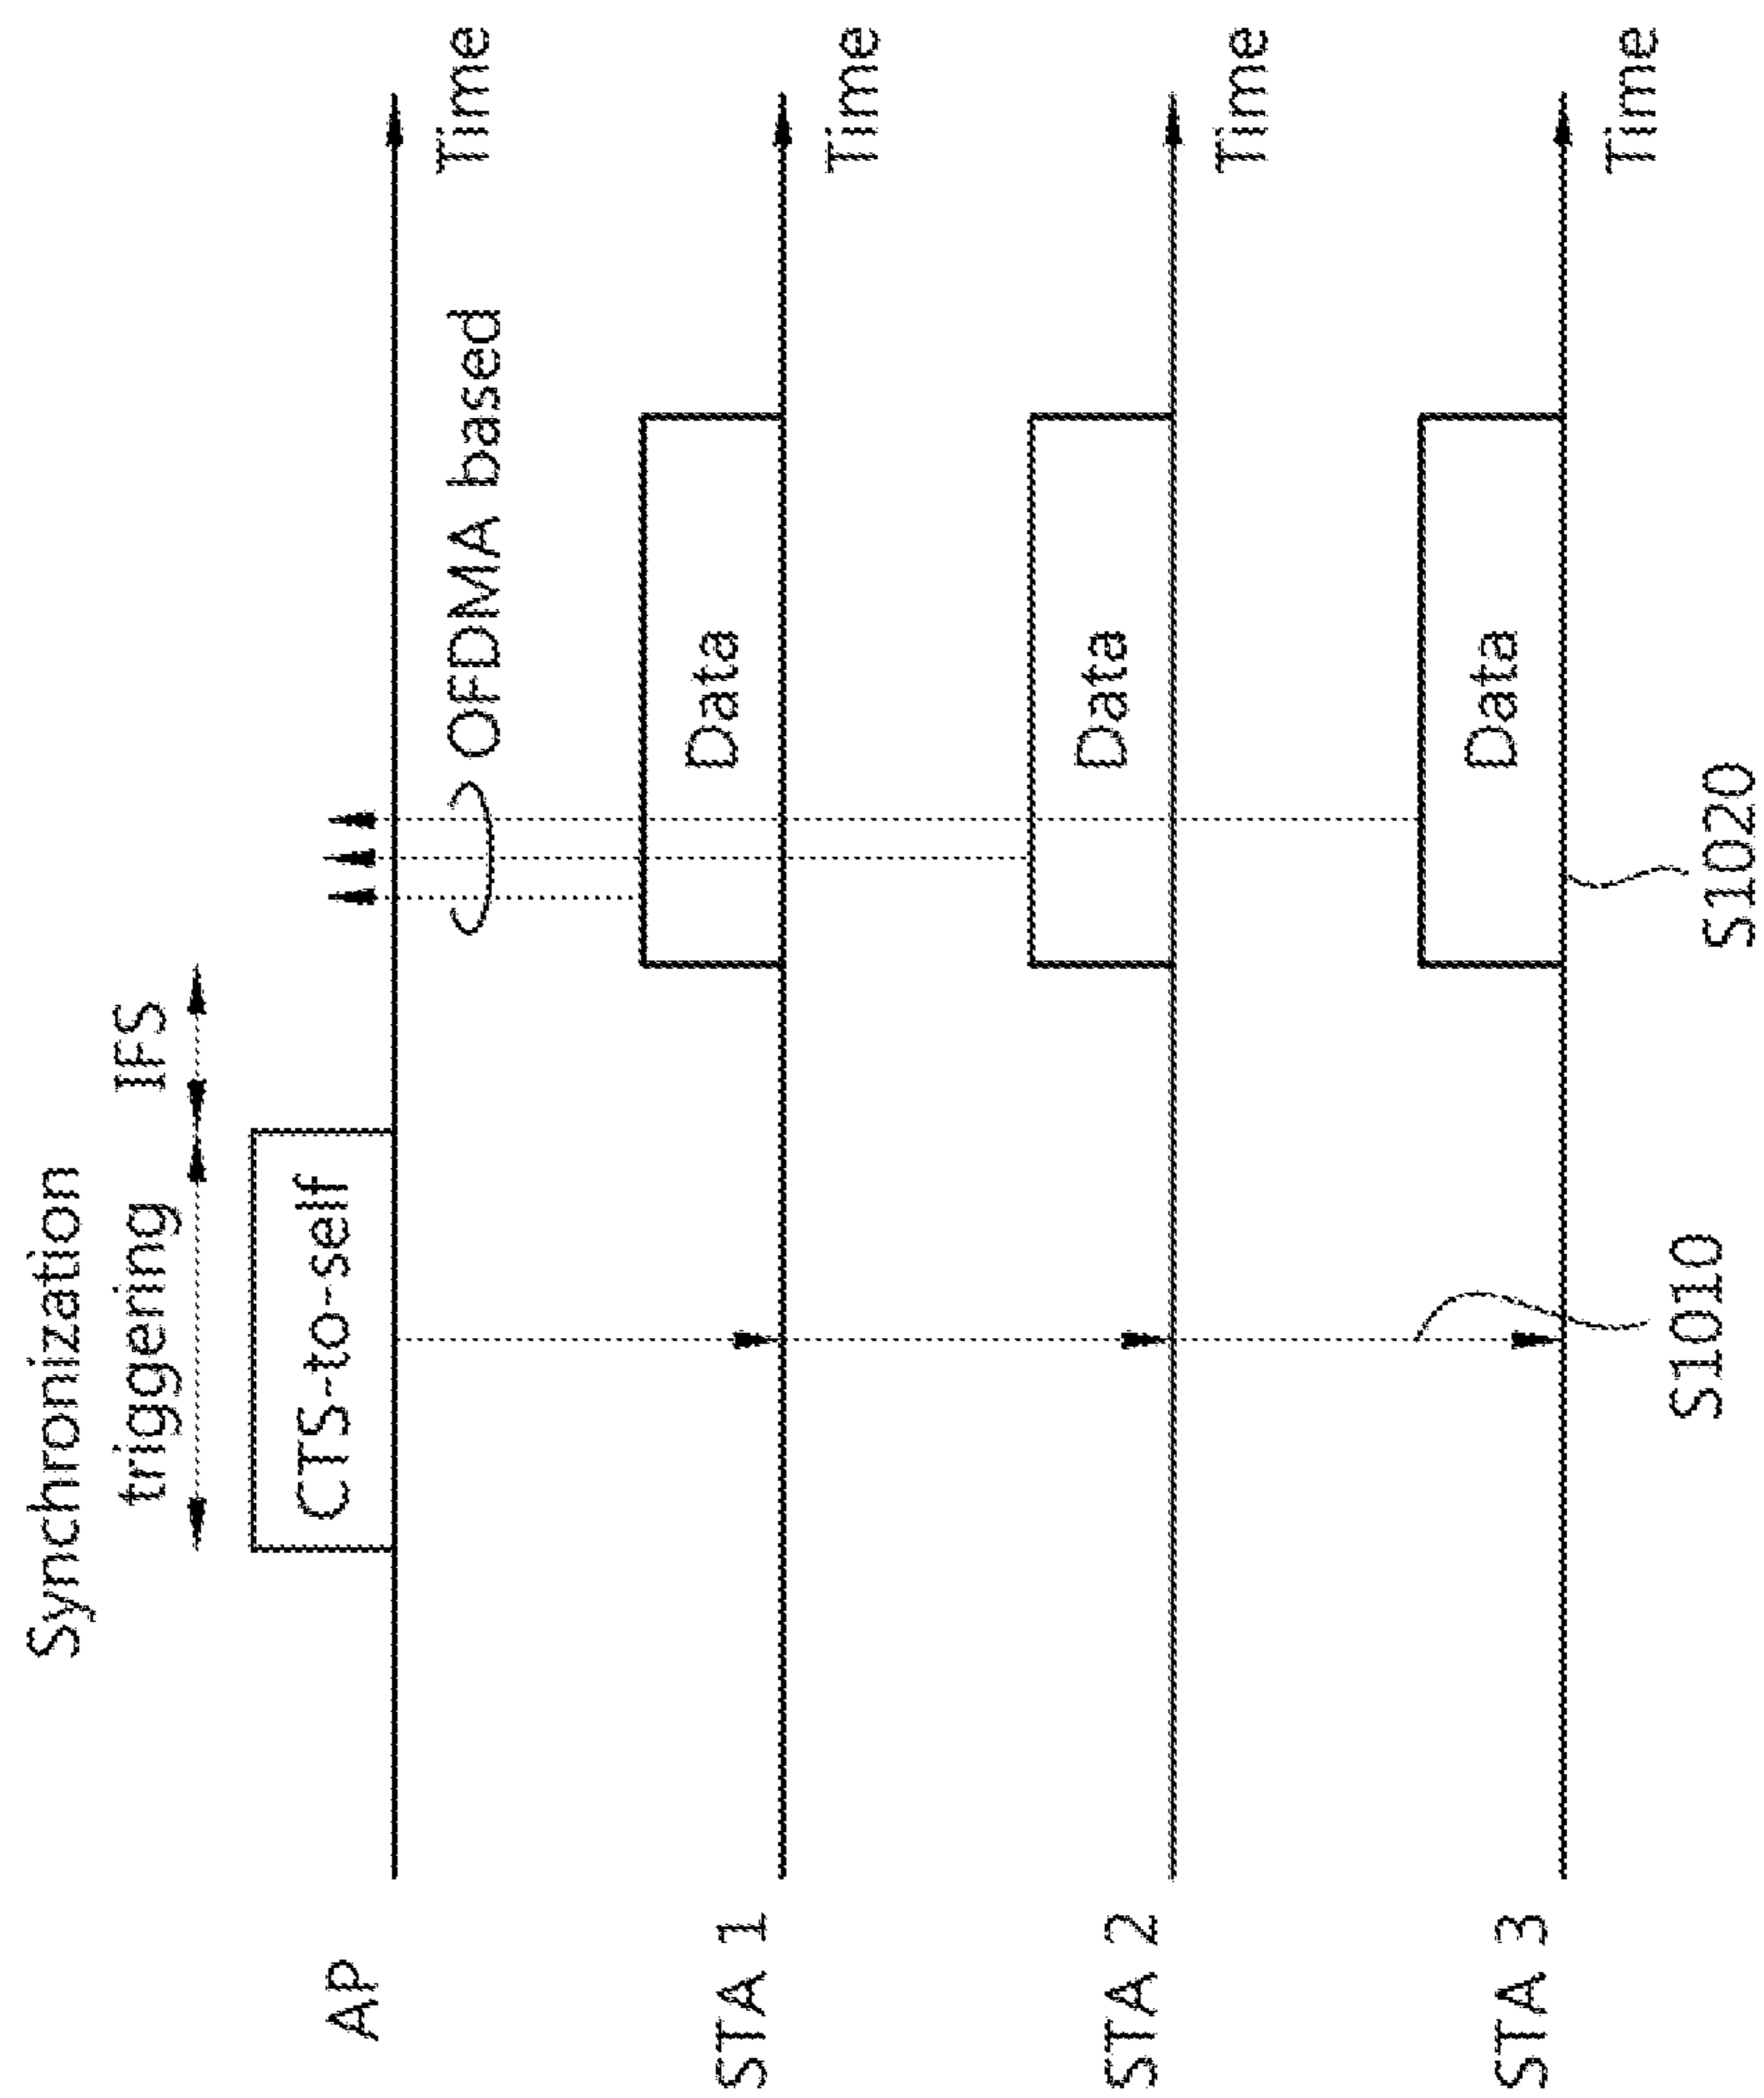 Synchronization
triggering
IFS
AP
CTS-to-self
Time
OFDMA based
STA 1
Data
Time
STA 2
Data
Time
STA 3
Data
Time
S1010
S1020